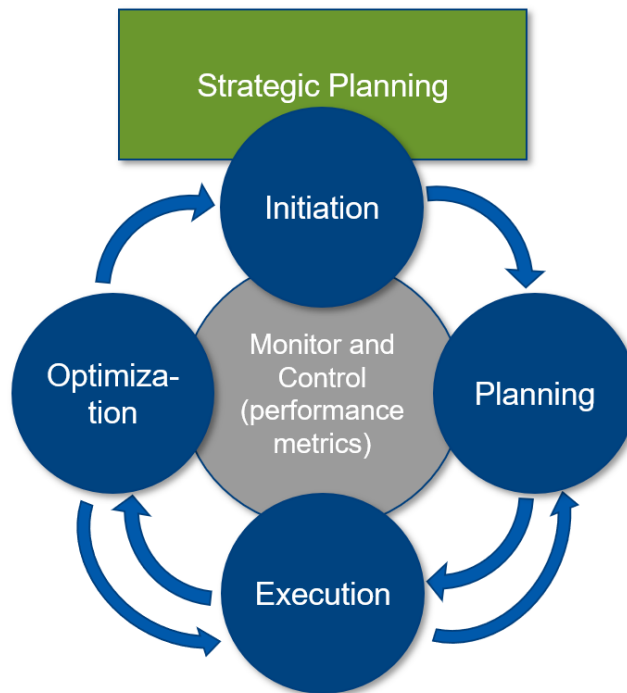 Strategic Planning
Initiation
Optimiza-
tion
Monitor and
Control
(performance
metrics)
Planning
Execution